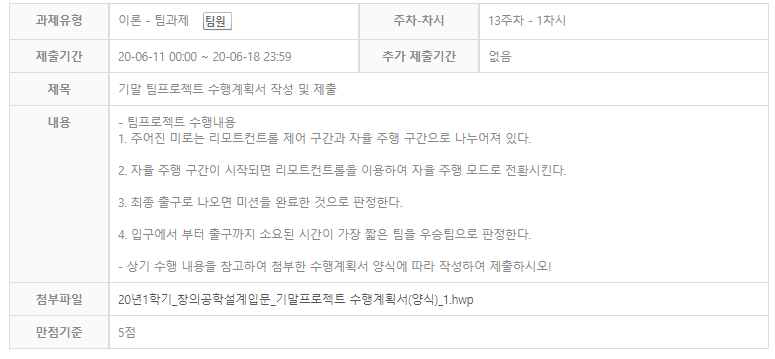 과제유형 이론 - 팀과제 팀원 주차-차시 13주차 - 1차시
제출기간 20-06-11 00:00 ~ 20-06-18 23:59 추가 제출기간 없음
제목 기말 팀프로젝트 수행계획서 작성 및 제출
내용 - 팀프로젝트 수행내용
1. 주어진 미로는 리모트컨트롤 제어 구간과 자율 주행 구간으로 나누어져 있다.
2. 자율 주행 구간이 시작되면 리모트컨트롤을 이용하여 자율 주행 모드로 전환시킨다.
3. 최종 출구로 나오면 미션을 완료한 것으로 판정한다.
4. 입구에서 부터 출구까지 소요된 시간이 가장 짧은 팀을 우승팀으로 판정한다.
- 상기 수행 내용을 참고하여 첨부한 수행계획서 양식에 따라 작성하여 제출하시오!
첨부파일 20년1학기_창의공학설계입문_기말프로젝트 수행계획서(양식)_1.hwp
만점기준 5점